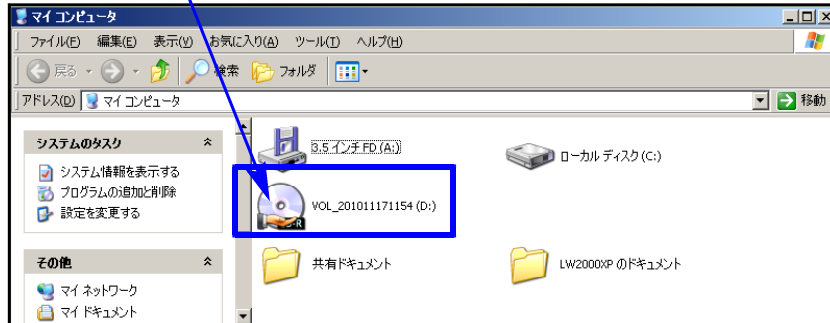 マイ コンピュータ
ファイル(F) 編集(E) 表示(V) お気に入り(A) ツール(T) ヘルプ(H)
戻る 検索 フォルダ
アドレス(D) マイ コンピュータ 移動
システムのタスク
システム情報を表示する
プログラムの追加と削除
設定を変更する
その他
マイ ネットワーク
マイ ドキュメント
3.5 インチ FD (A:)
ローカル ディスク (C:)
VOL_201011171154 (D:)
共有ドキュメント
LW2000XP のドキュメント